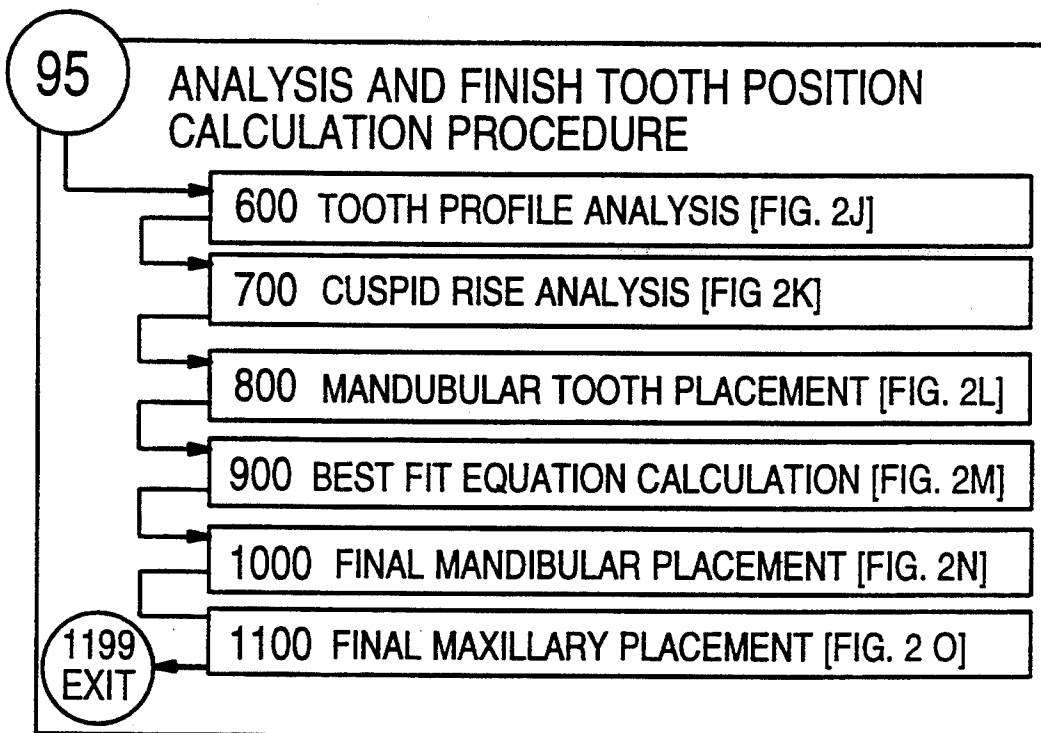 95
ANALYSIS AND FINISH TOOTH POSITION
CALCULATION PROCEDURE
600 TOOTH PROFILE ANALYSIS [FIG. 2J]
700 CUSPID RISE ANALYSIS [FIG 2K]
800 MANDUBULAR TOOTH PLACEMENT [FIG. 2L]
900 BEST FIT EQUATION CALCULATION [FIG. 2M]
1000 FINAL MANDIBULAR PLACEMENT [FIG. 2N]
1100 FINAL MAXILLARY PLACEMENT [FIG. 2 O]
1199
EXIT